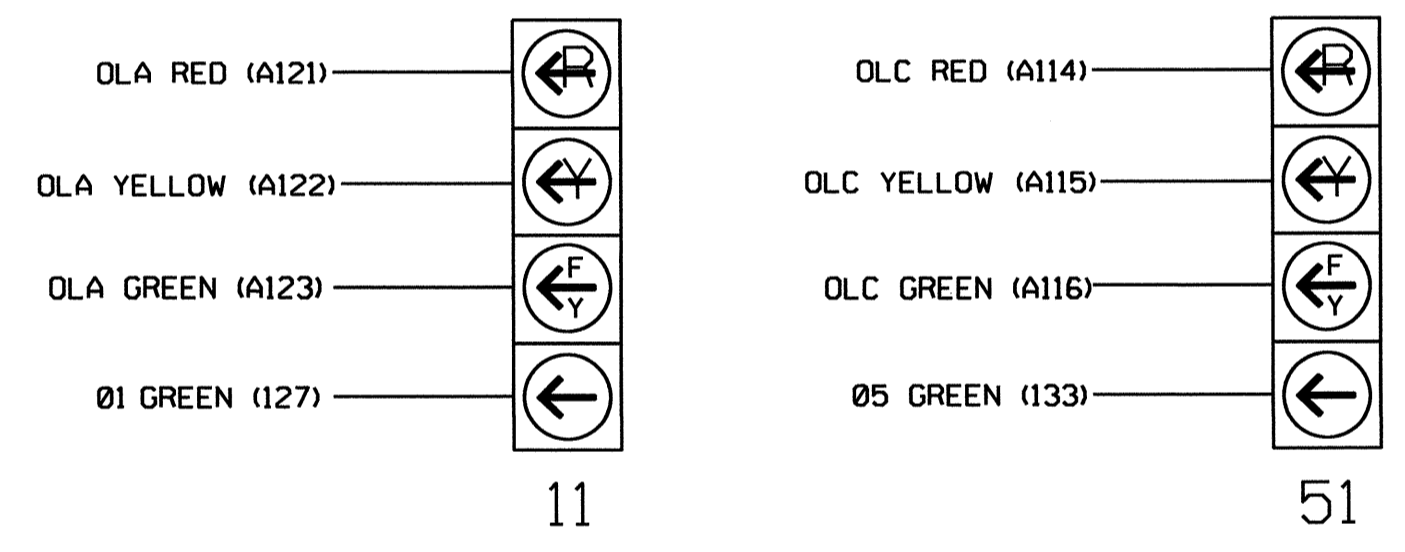 OLA RED (A121)
R
OLA YELLOW (A122)
Y
OLA GREEN (A123)
F
Y
Ø1 GREEN (127)
11
OLC RED (A114)
R
OLC YELLOW (A115)
Y
OLC GREEN (A116)
F
Y
Ø5 GREEN (133)
51